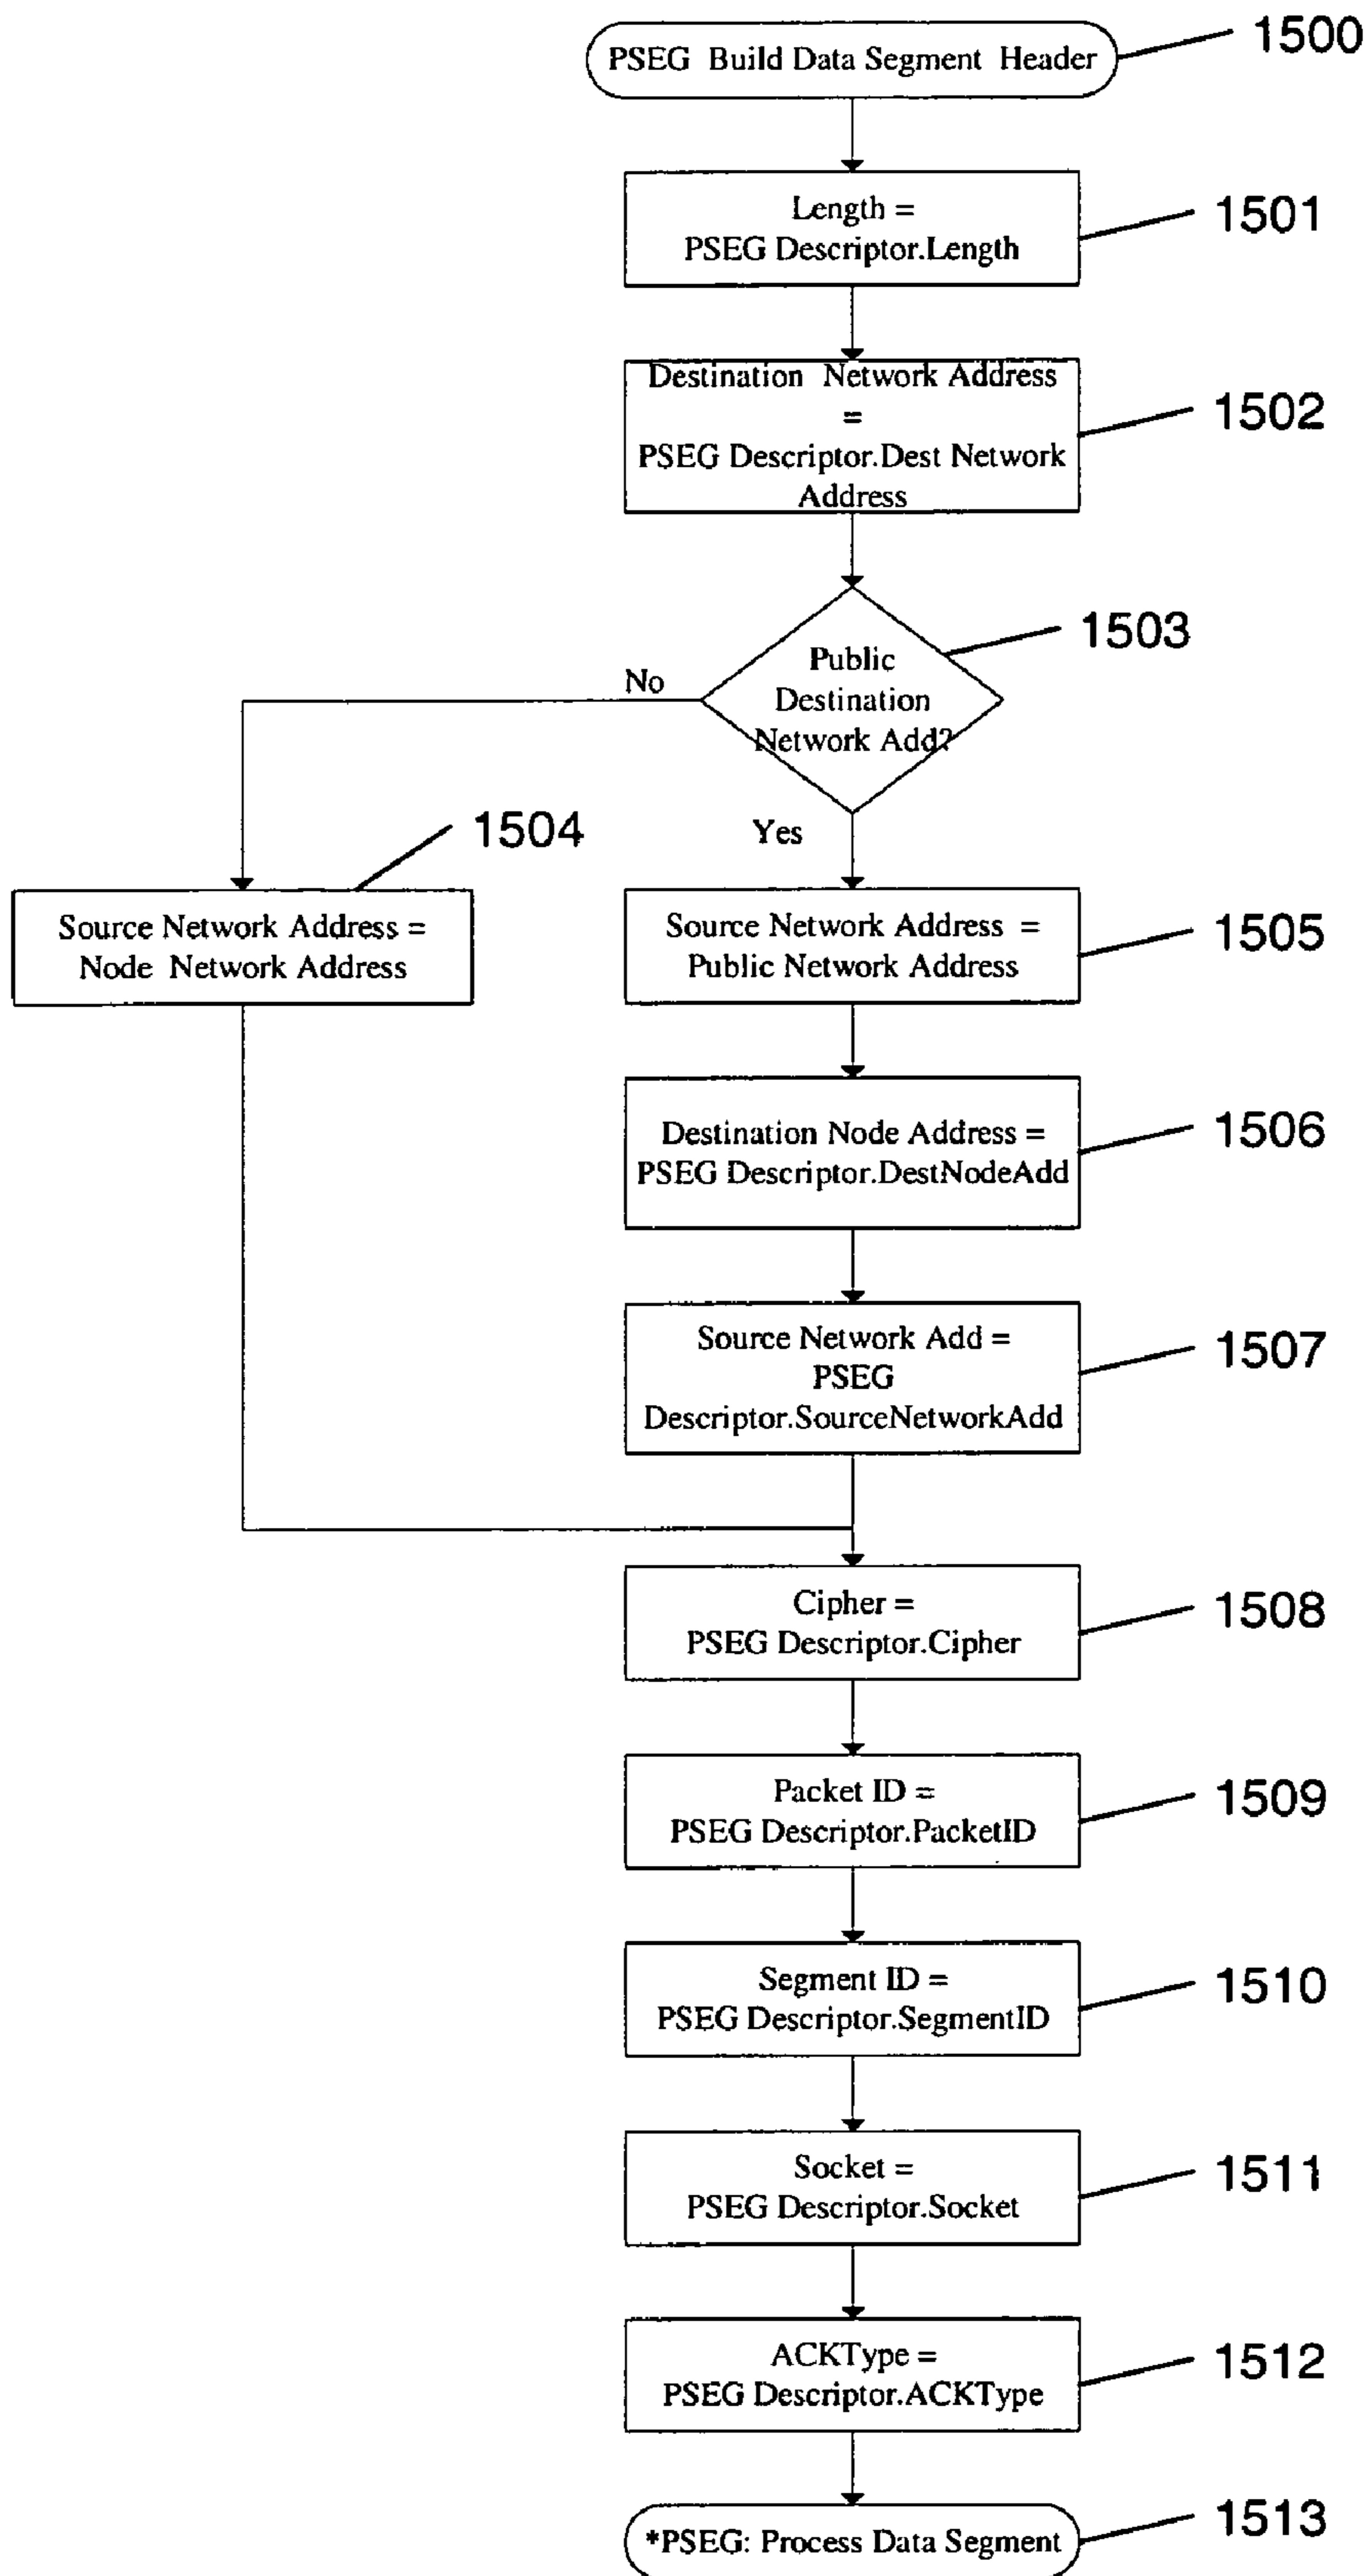 PSEG Build Data Segment Header
1500
Length =
PSEG Descriptor.Length
1501
Destination Network Address
=
PSEG Descriptor.Dest Network
Address
1502
Public
Destination
Network Add?
1503
No
Yes
1504
Source Network Address =
Node Network Address
Source Network Address =
Public Network Address
1505
Destination Node Address =
PSEG Descriptor.DestNodeAdd
1506
Source Network Add =
PSEG
Descriptor.SourceNetworkAdd
1507
Cipher =
PSEG Descriptor.Cipher
1508
Packet ID =
PSEG Descriptor.PacketID
1509
Segment ID =
PSEG Descriptor.SegmentID
1510
Socket =
PSEG Descriptor.Socket
1511
ACKType =
PSEG Descriptor.ACKType
1512
*PSEG: Process Data Segment
1513